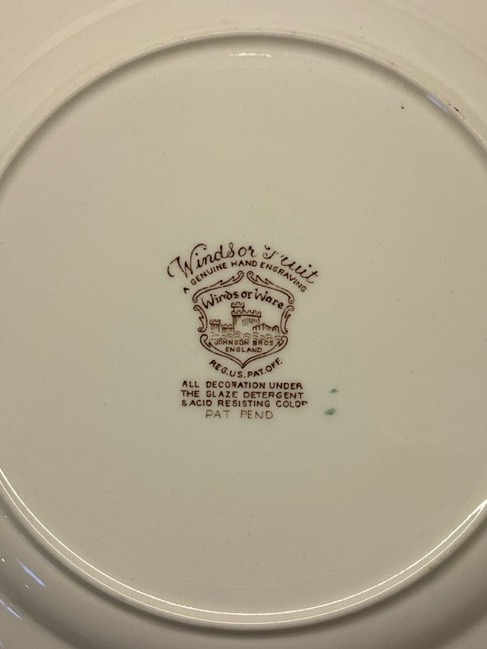 Windsor Fruit
A GENUINE HAND ENGRAVING
Windsor Ware
JOHNSON BROS
ENGLAND
REG.U.S.PAT.OFF.
ALL DECORATION UNDER
THE GLAZE DETERGENT
& ACID RESISTING COLOR
PAT PEND